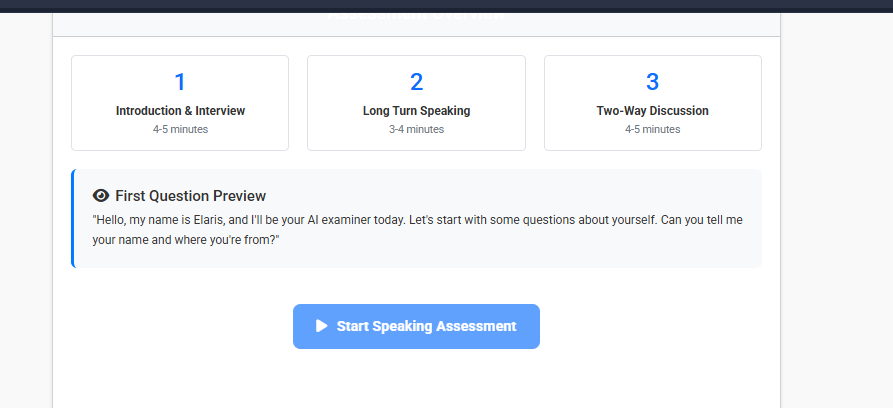 Assessment Overview
1
Introduction & Interview
4-5 minutes
2
Long Turn Speaking
3-4 minutes
3
Two-Way Discussion
4-5 minutes
First Question Preview
"Hello, my name is Elaris, and I'll be your AI examiner today. Let's start with some questions about yourself. Can you tell me
your name and where you're from?"
Start Speaking Assessment